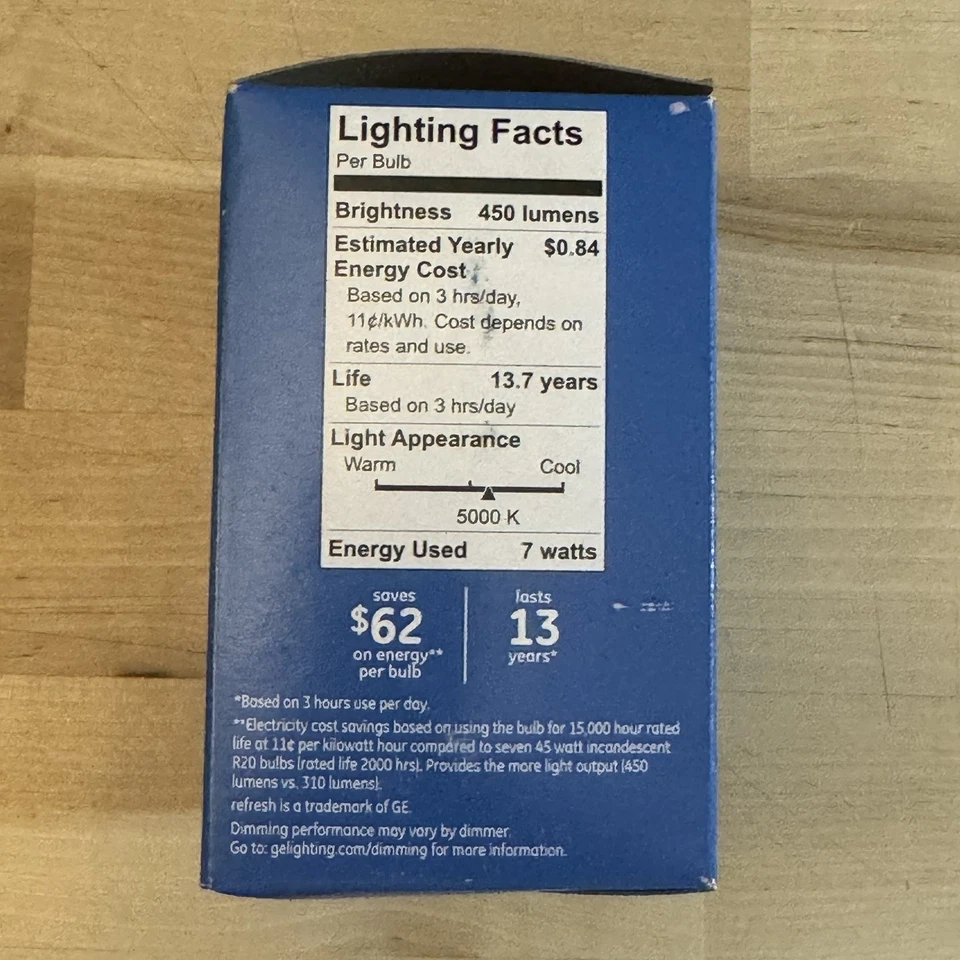 Lighting Facts
Per Bulb
Brightness 450 lumens
Estimated Yearly $0.84
Energy Cost
Based on 3 hrs/day,
11¢/kWh. Cost depends on
rates and use.
Life 13.7 years
Based on 3 hrs/day
Light Appearance
Warm Cool
5000 K
Energy Used 7 watts
saves
$62
on energy**
per bulb
lasts
13
years*
*Based on 3 hours use per day.
**Electricity cost savings based on using the bulb for 15,000 hour rated
life at 11¢ per kilowatt hour compared to seven 45 watt incandescent
R20 bulbs (rated life 2000 hrs). Provides the more light output (450
lumens vs. 310 lumens).
refresh is a trademark of GE.
Dimming performance may vary by dimmer.
Go to: gelighting.com/dimming for more information.